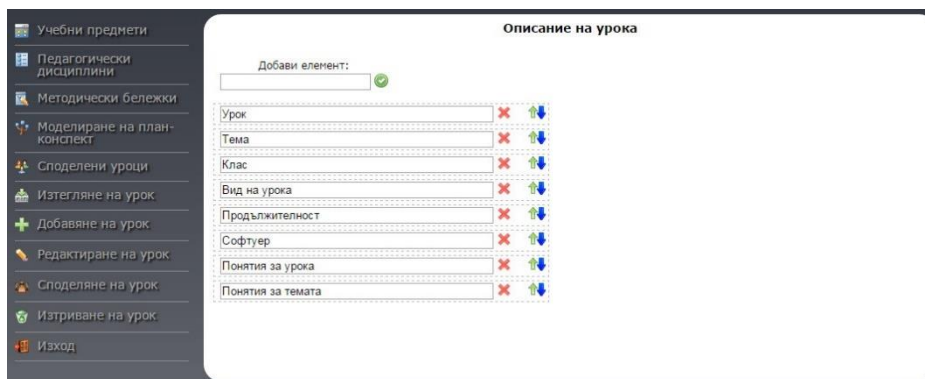 Учебни предмети
Педагогически
дисциплини
Методически бележки
Моделиране на план-
конспект
Споделени уроци
Изтегляне на урок
Добавяне на урок
Редактиране на урок
Споделяне на урок
Изтриване на урок
Изход
Описание на урока
Добави елемент:
Урок
Тема
Клас
Вид на урока
Продължителност
Софтуер
Понятия за урока
Понятия за темата